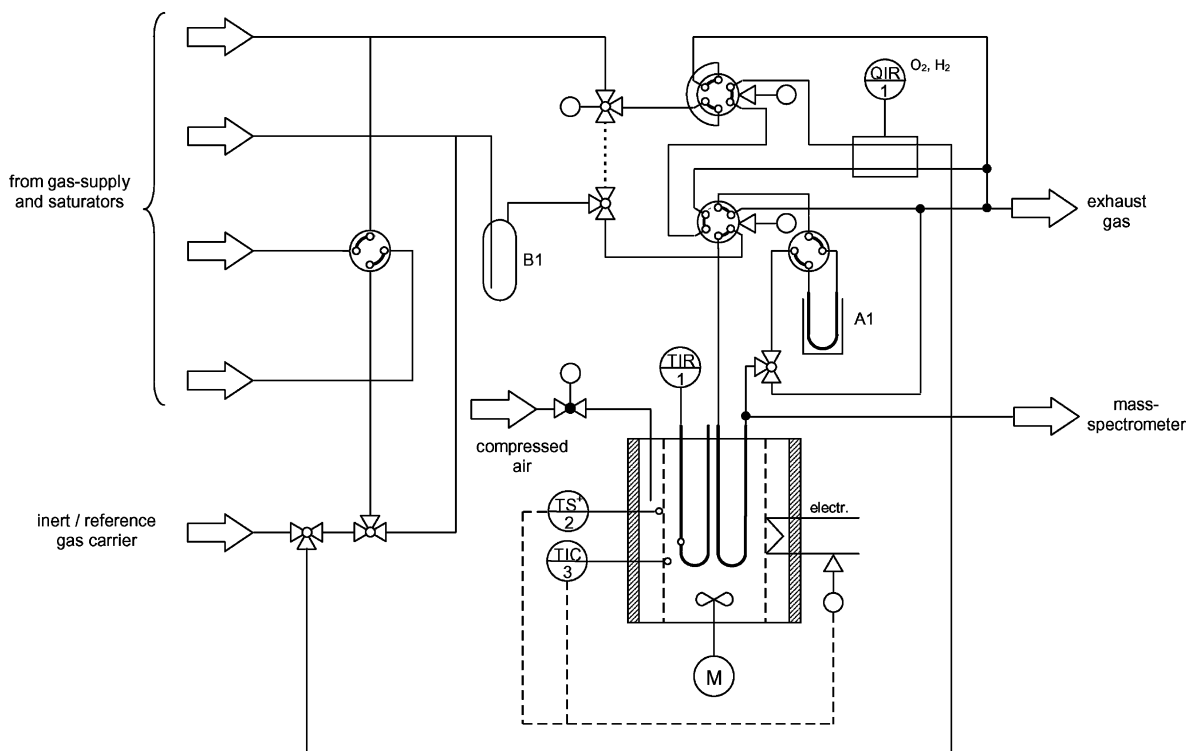 from gas-supply
and saturators
QIR
1
O₂, H₂
exhaust
gas
B1
A1
TIR
1
mass-
spectrometer
compressed
air
inert / reference
gas carrier
TS⁺
2
electr.
TIC
3
M